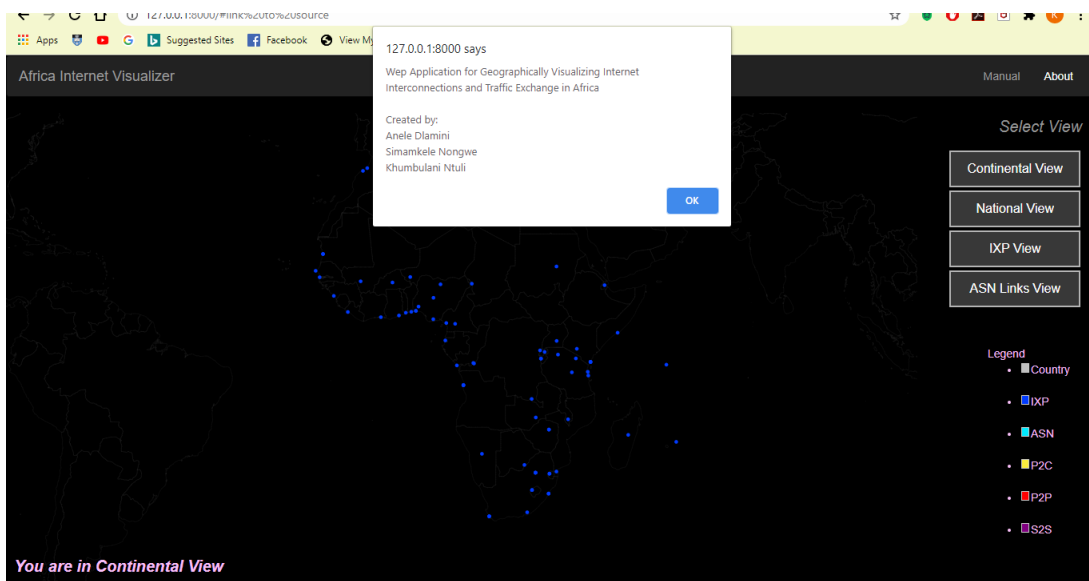 127.0.0.1:8000/#link%20to%20source
Apps
G
Suggested Sites
Facebook
View My
127.0.0.1:8000 says
Wep Application for Geographically Visualizing Internet
Interconnections and Traffic Exchange in Africa
Created by:
Anele Dlamini
Simamkele Nongwe
Khumbulani Ntuli
OK
Africa Internet Visualizer
Manual
About
Select View
Continental View
National View
IXP View
ASN Links View
Legend
Country
IXP
ASN
P2C
P2P
S2S
You are in Continental View